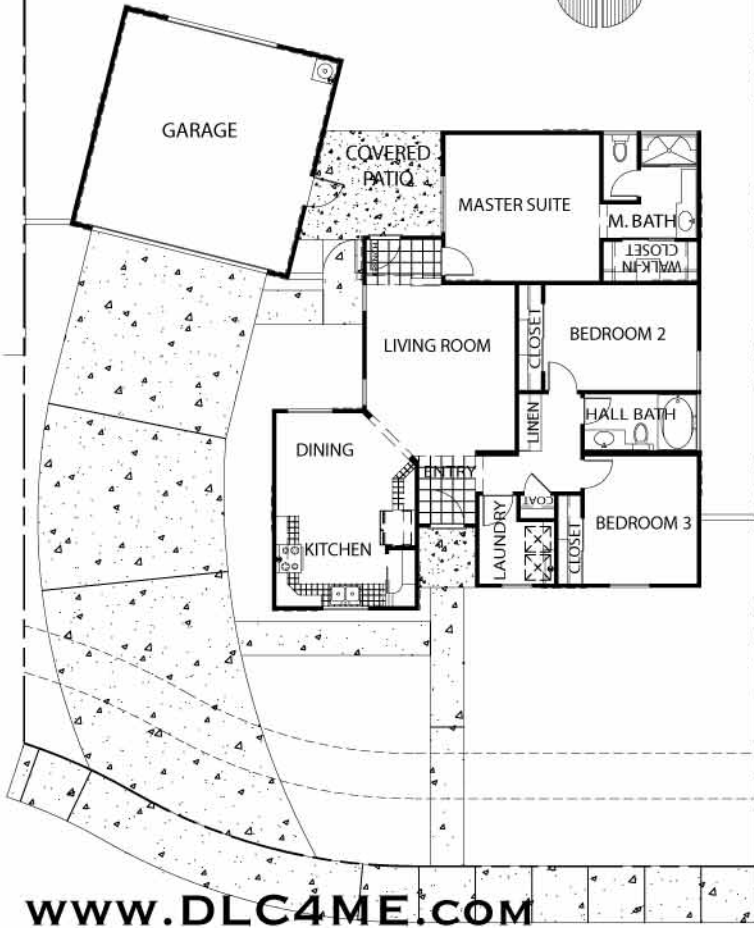 GARAGE
COVERED
PATIO
MASTER SUITE
M. BATH
WALK-IN
CLOSET
LIVING ROOM
CLOSET
BEDROOM 2
LINEN
HALL BATH
DINING
ENTRY
COAT
BEDROOM 3
LAUNDRY
CLOSET
KITCHEN
WWW.DLC4ME.COM